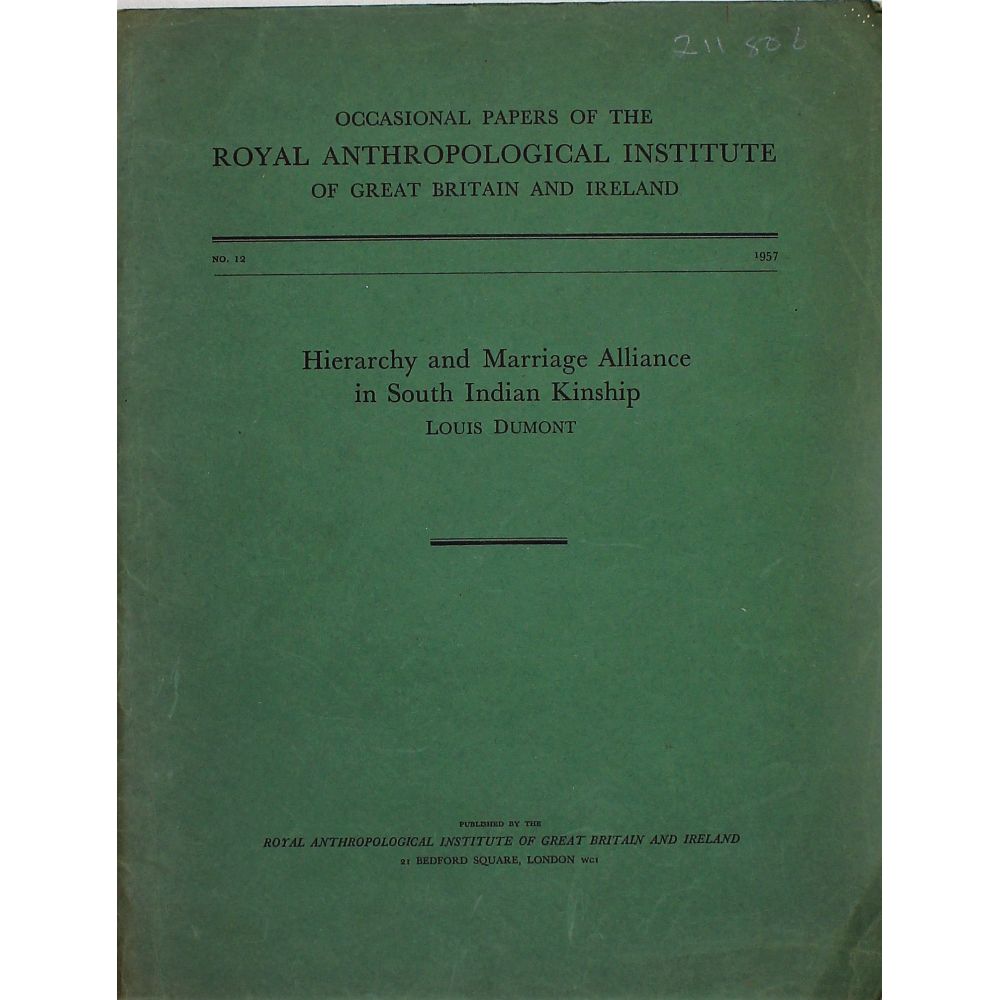 211 806
OCCASIONAL PAPERS OF THE
ROYAL ANTHROPOLOGICAL INSTITUTE
OF GREAT BRITAIN AND IRELAND
NO. 12 1957
Hierarchy and Marriage Alliance
in South Indian Kinship
LOUIS DUMONT
PUBLISHED BY THE
ROYAL ANTHROPOLOGICAL INSTITUTE OF GREAT BRITAIN AND IRELAND
21 BEDFORD SQUARE, LONDON WC1